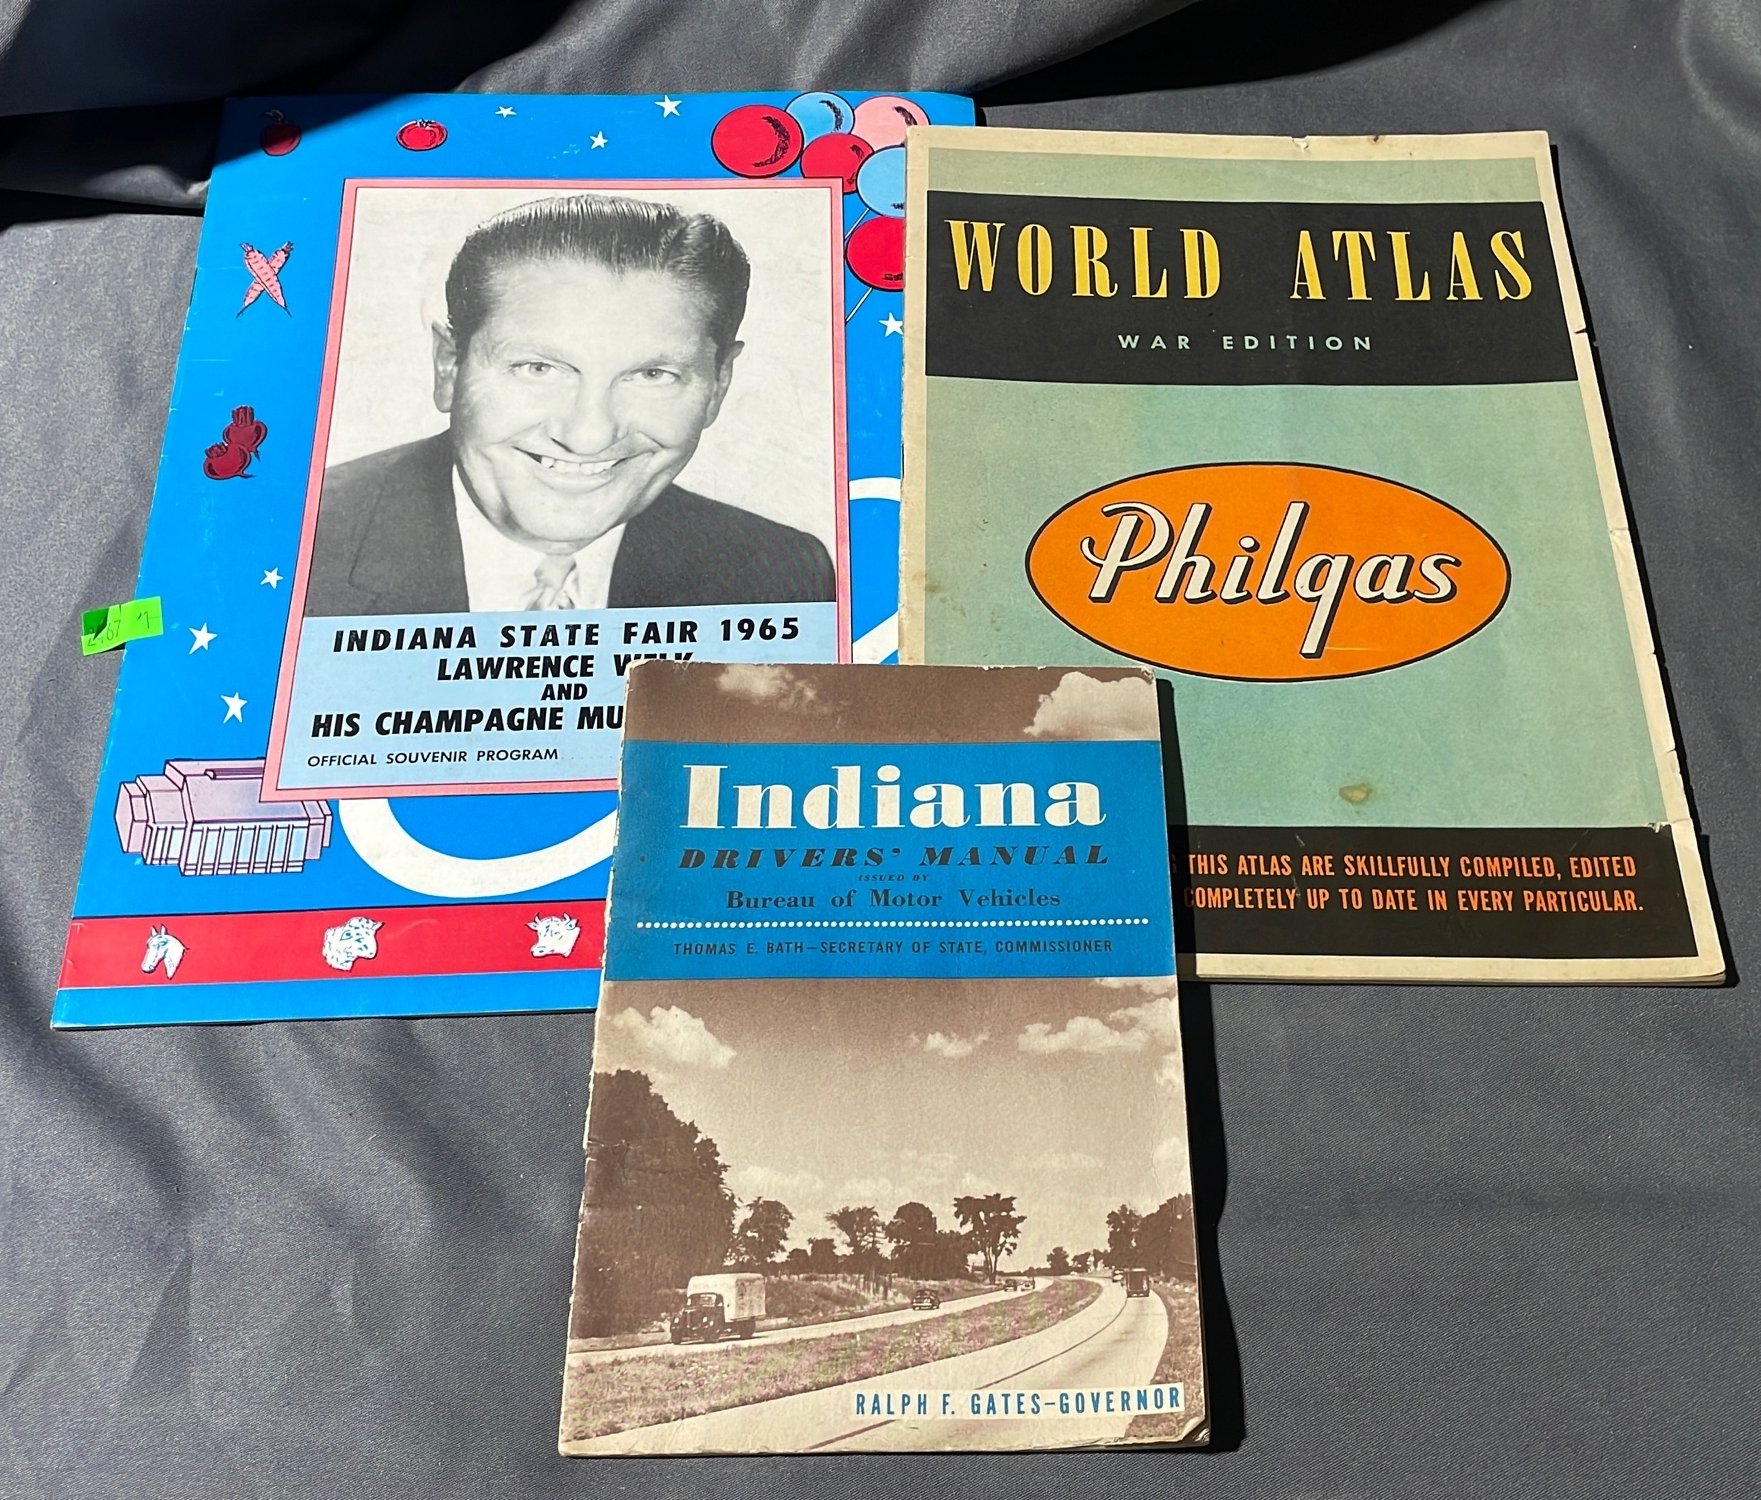 INDIANA STATE FAIR 1965
LAWRENCE WELK
AND
HIS CHAMPAGNE MU
OFFICIAL SOUVENIR PROGRAM
WORLD ATLAS
WAR EDITION
Philgas
THIS ATLAS ARE SKILLFULLY COMPILED, EDITED
COMPLETELY UP TO DATE IN EVERY PARTICULAR.
Indiana
DRIVERS' MANUAL
ISSUED BY
Bureau of Motor Vehicles
THOMAS E. BATH—SECRETARY OF STATE, COMMISSIONER
RALPH F. GATES–GOVERNOR